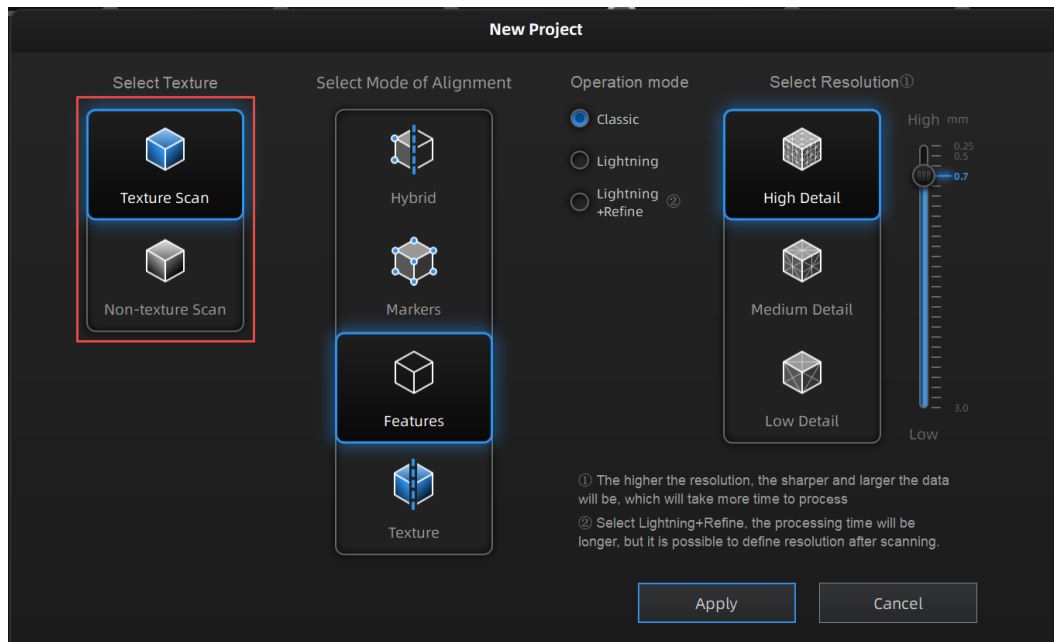 New Project
Select Texture
Texture Scan
Non-texture Scan
Select Mode of Alignment
Hybrid
Markers
Features
Texture
Operation mode
Classic
Lightning
Lightning
+Refine ②
Select Resolution①
High Detail
Medium Detail
Low Detail
High mm
0.25
0.5
0.7
3.0
Low
① The higher the resolution, the sharper and larger the data
will be, which will take more time to process
② Select Lightning+Refine, the processing time will be
longer, but it is possible to define resolution after scanning.
Apply
Cancel